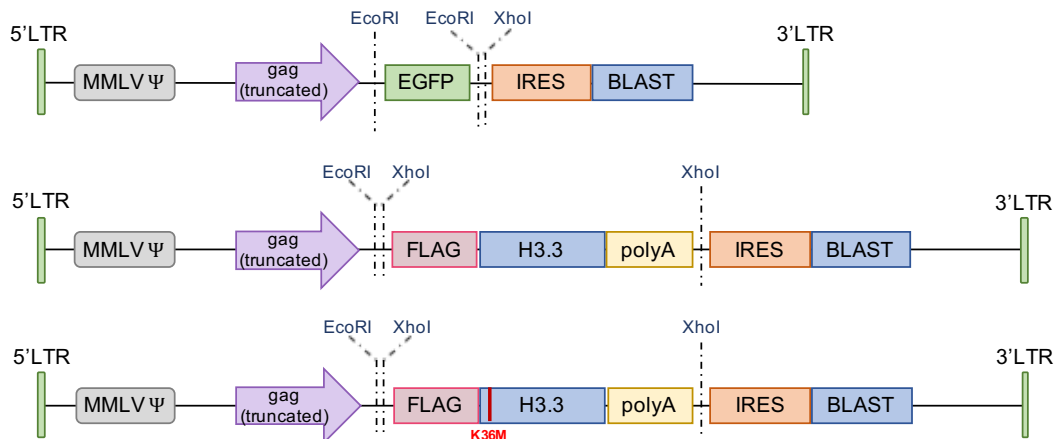 EcoRI EcoRI XhoI
5'LTR 3'LTR
MMLV Ψ gag (truncated) EGFP IRES BLAST
EcoRI XhoI XhoI
5'LTR 3'LTR
MMLV Ψ gag (truncated) FLAG H3.3 polyA IRES BLAST
EcoRI XhoI XhoI
5'LTR 3'LTR
MMLV Ψ gag (truncated) FLAG H3.3 polyA IRES BLAST
K36M